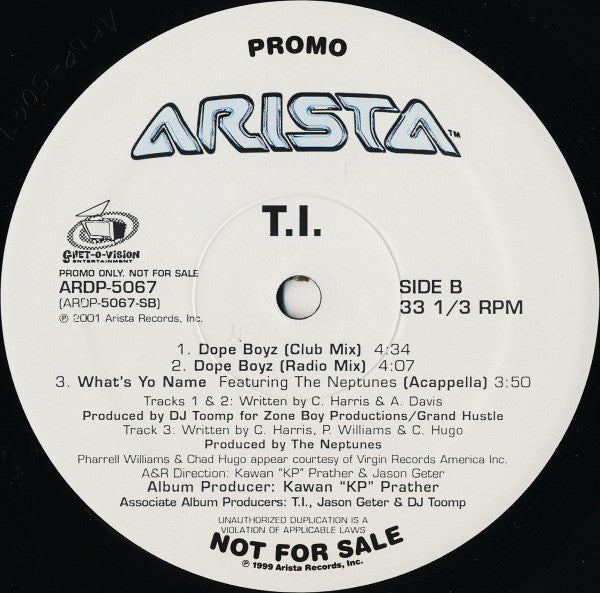 PROMO
ARISTA™
T.I.
GHET-O-VISION
ENTERTAINMENT
PROMO ONLY. NOT FOR SALE
ARDP-5067
(ARDP-5067-SB)
℗ 2001 Arista Records, Inc.
SIDE B
33 1/3 RPM
1. Dope Boyz (Club Mix) 4:34
2. Dope Boyz (Radio Mix) 4:07
3. What's Yo Name Featuring The Neptunes (Acappella) 3:50
Tracks 1 & 2: Written by C. Harris & A. Davis
Produced by DJ Toomp for Zone Boy Productions/Grand Hustle
Track 3: Written by C. Harris, P. Williams & C. Hugo
Produced by The Neptunes
Pharrell Williams & Chad Hugo appear courtesy of Virgin Records America Inc.
A&R Direction: Kawan "KP" Prather & Jason Geter
Album Producer: Kawan "KP" Prather
Associate Album Producers: T.I., Jason Geter & DJ Toomp
UNAUTHORIZED DUPLICATION IS A
VIOLATION OF APPLICABLE LAWS
NOT FOR SALE
℗ 1999 Arista Records, Inc.